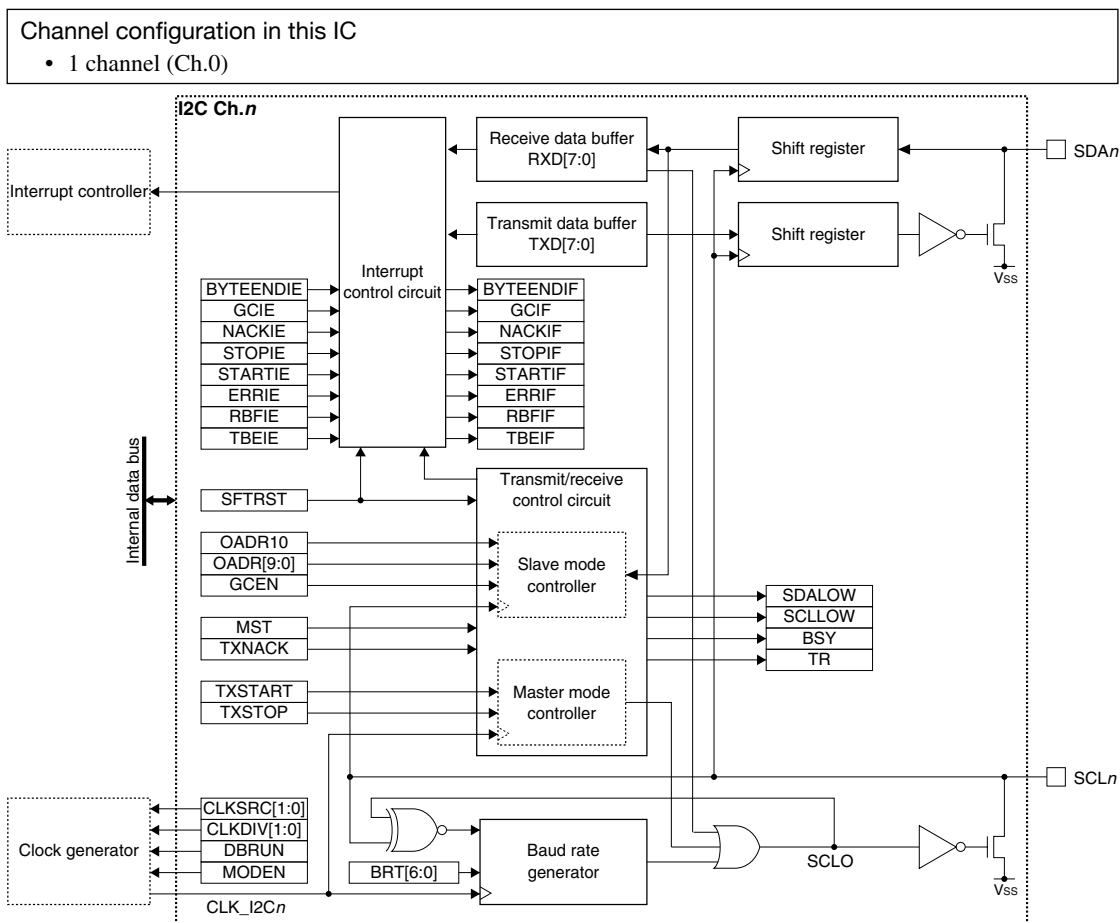 Channel configuration in this IC
• 1 channel (Ch.0)
I2C Ch.n
Interrupt controller
Interrupt
control circuit
Receive data buffer
RXD[7:0]
Shift register
SDAn
Transmit data buffer
TXD[7:0]
Shift register
VSS
BYTEENDIE
GCIE
NACKIE
STOPIE
STARTIE
ERRIE
RBFIE
TBEIE
BYTEENDIF
GCIF
NACKIF
STOPIF
STARTIF
ERRIF
RBFIF
TBEIF
Internal data bus
SFTRST
Transmit/receive
control circuit
OADR10
OADR[9:0]
GCEN
Slave mode
controller
MST
TXNACK
SDALOW
SCLLOW
BSY
TR
TXSTART
TXSTOP
Master mode
controller
SCLn
Clock generator
CLKSRC[1:0]
CLKDIV[1:0]
DBRUN
MODEN
CLK_I2Cn
BRT[6:0]
Baud rate
generator
SCLO
VSS